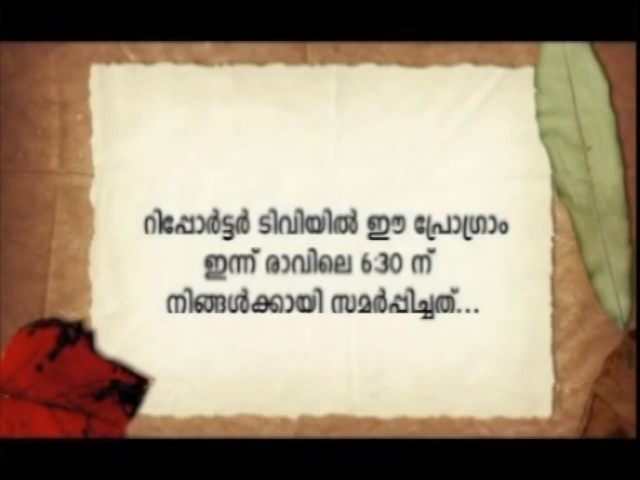 റിപ്പോർട്ടർ ടിവിയിൽ ഈ പ്രോഗ്രാം
ഇന്ന് രാവിലെ 6:30 ന്
നിങ്ങൾക്കായി സമർപ്പിച്ചത്...